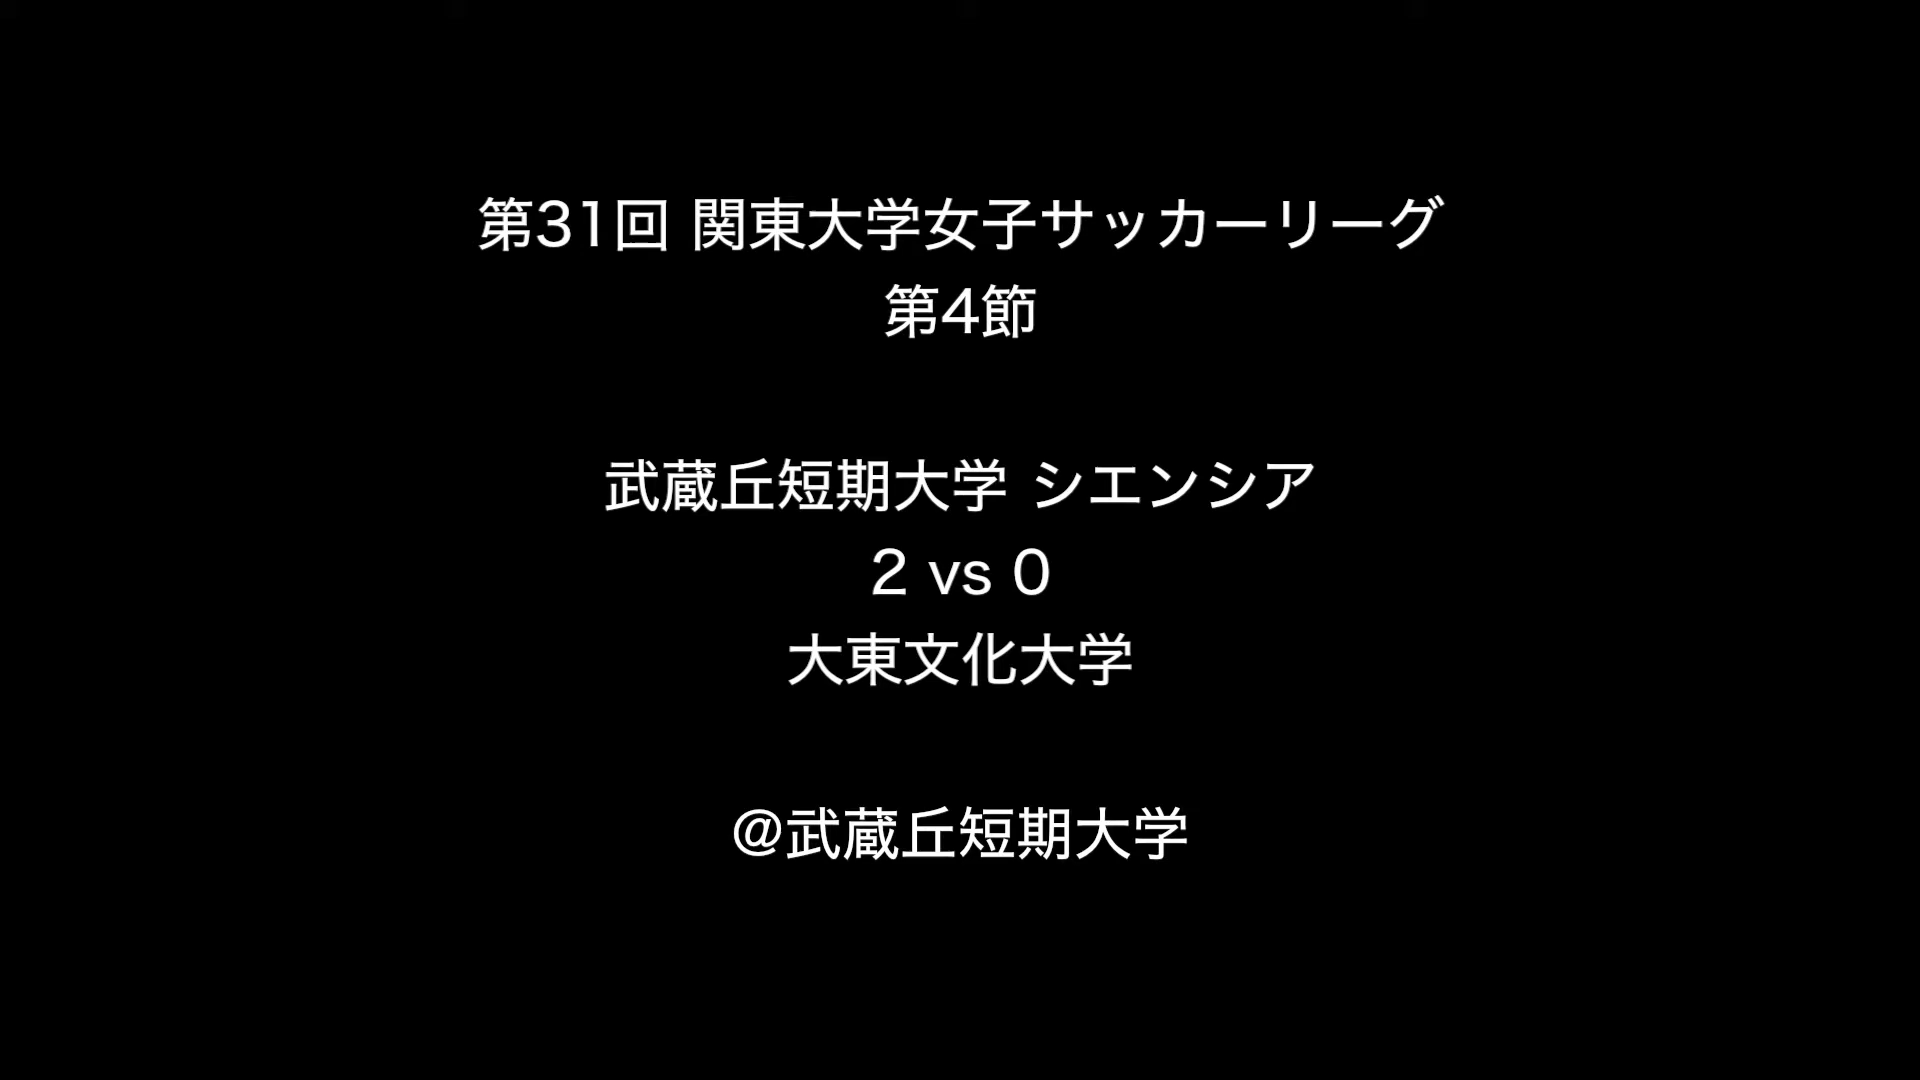 第31回 関東大学女子サッカーリーグ
第4節
武蔵丘短期大学 シエンシア
2 vs 0
大東文化大学
@武蔵丘短期大学